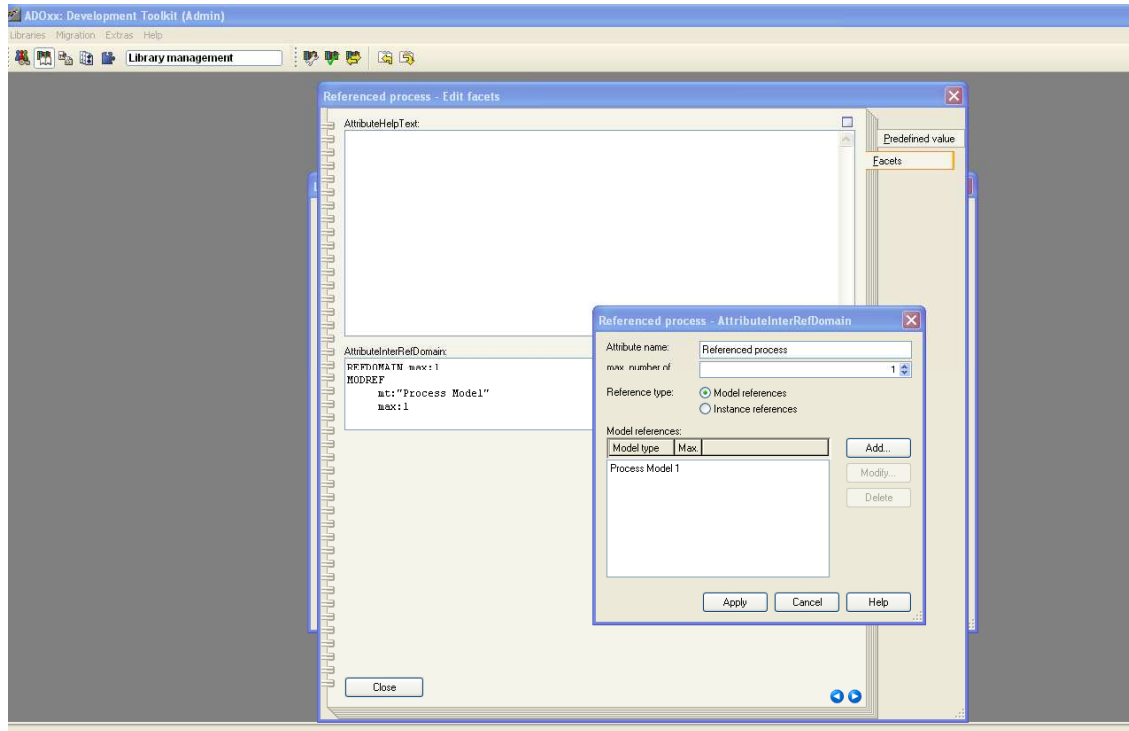 ADOxx: Development Toolkit (Admin)
Libraries Migration Extras Help
Library management
Referenced process - Edit facets
AttributeHelpText:
Predefined value
Facets
AttributeInterRefDomain:
REFDOMAIN max:1
MODREF
mt:"Process Model"
max:1
Close
Referenced process - AttributeInterRefDomain
Attribute name: Referenced process
max. number of 1
Reference type: Model references
Instance references
Model references:
Model type Max.
Process Model 1
Add...
Modify...
Delete
Apply Cancel Help